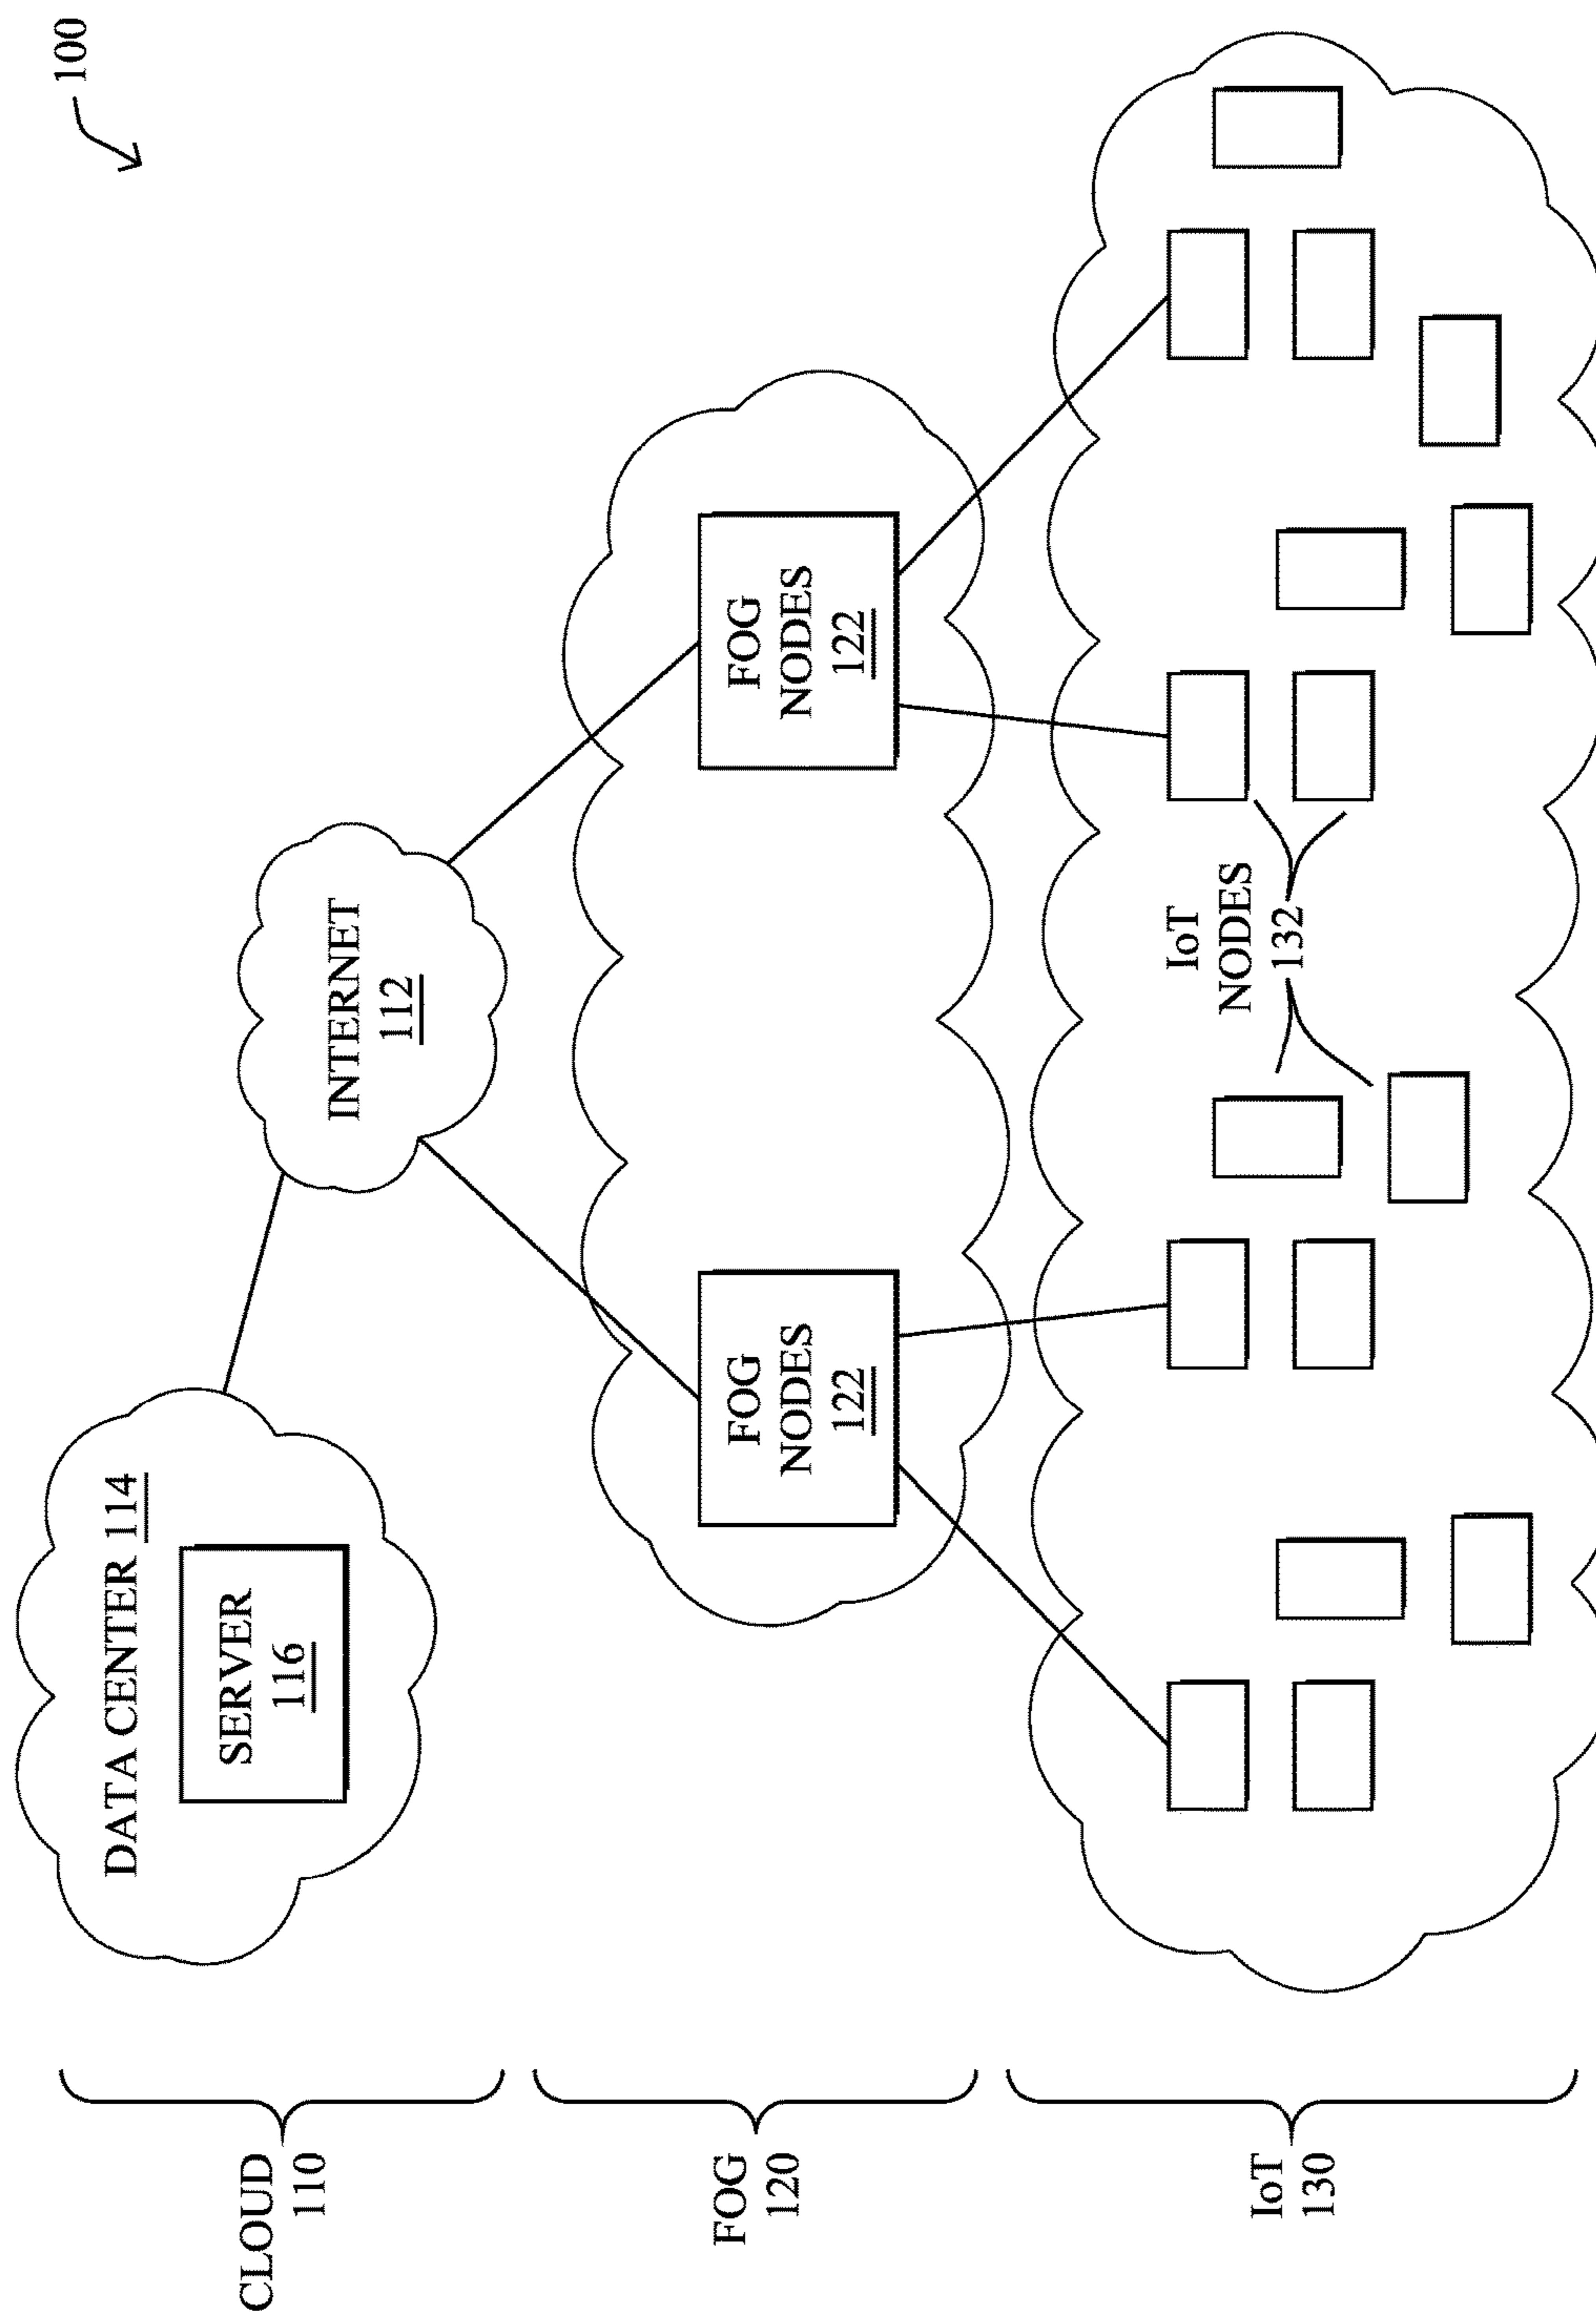 100
CLOUD
110
DATA CENTER 114
SERVER
116
INTERNET
112
FOG
120
FOG
NODES
122
FOG
NODES
122
IoT
130
IoT
NODES
132